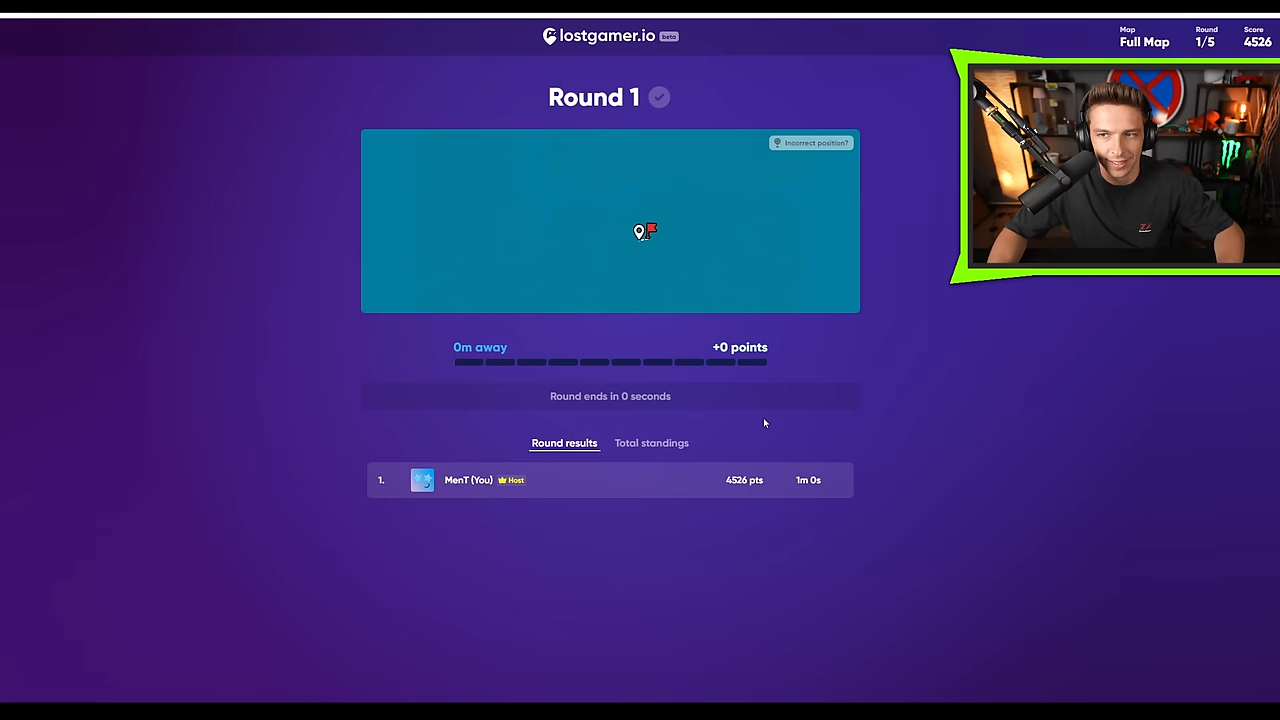 lostgamer.io beta
Map
Full Map
Round
1/5
Score
4526
Round 1
Incorrect position?
0m away
+0 points
Round ends in 0 seconds
Round results
Total standings
1.
MenT (You)
Host
4526 pts
1m 0s